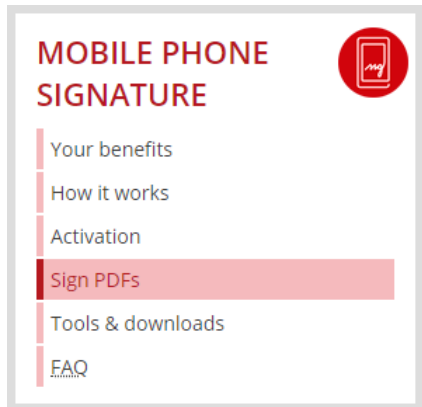 MOBILE PHONE
SIGNATURE
Your benefits
How it works
Activation
Sign PDFs
Tools & downloads
FAQ